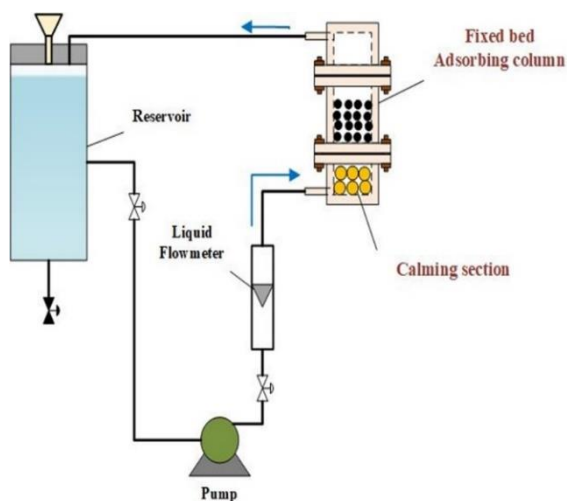 Fixed bed
Adsorbing column
Reservoir
Liquid
Flowmeter
Calming section
Pump